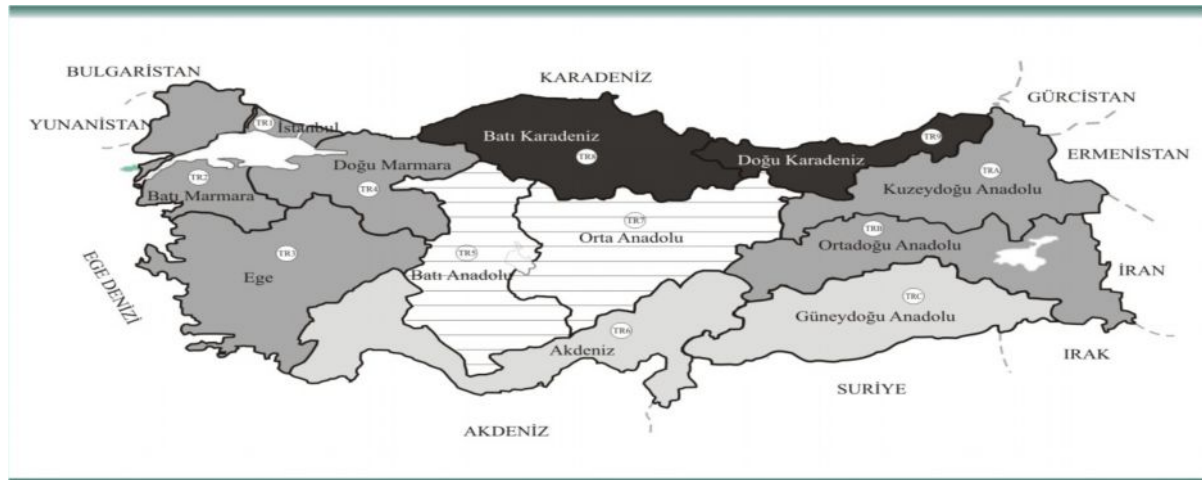 BULGARİSTAN
KARADENİZ
GÜRCİSTAN
YUNANİSTAN
TR1
İstanbul
Batı Karadeniz
TR8
TR9
Doğu Karadeniz
ERMENİSTAN
Doğu Marmara
TR2
TR4
Batı Marmara
TRA
Kuzeydoğu Anadolu
TR7
Orta Anadolu
TRB
Ortadoğu Anadolu
TR3
Ege
TR5
Batı Anadolu
EGE DENİZİ
İRAN
TRC
Güneydoğu Anadolu
TR6
Akdeniz
IRAK
SURİYE
AKDENİZ